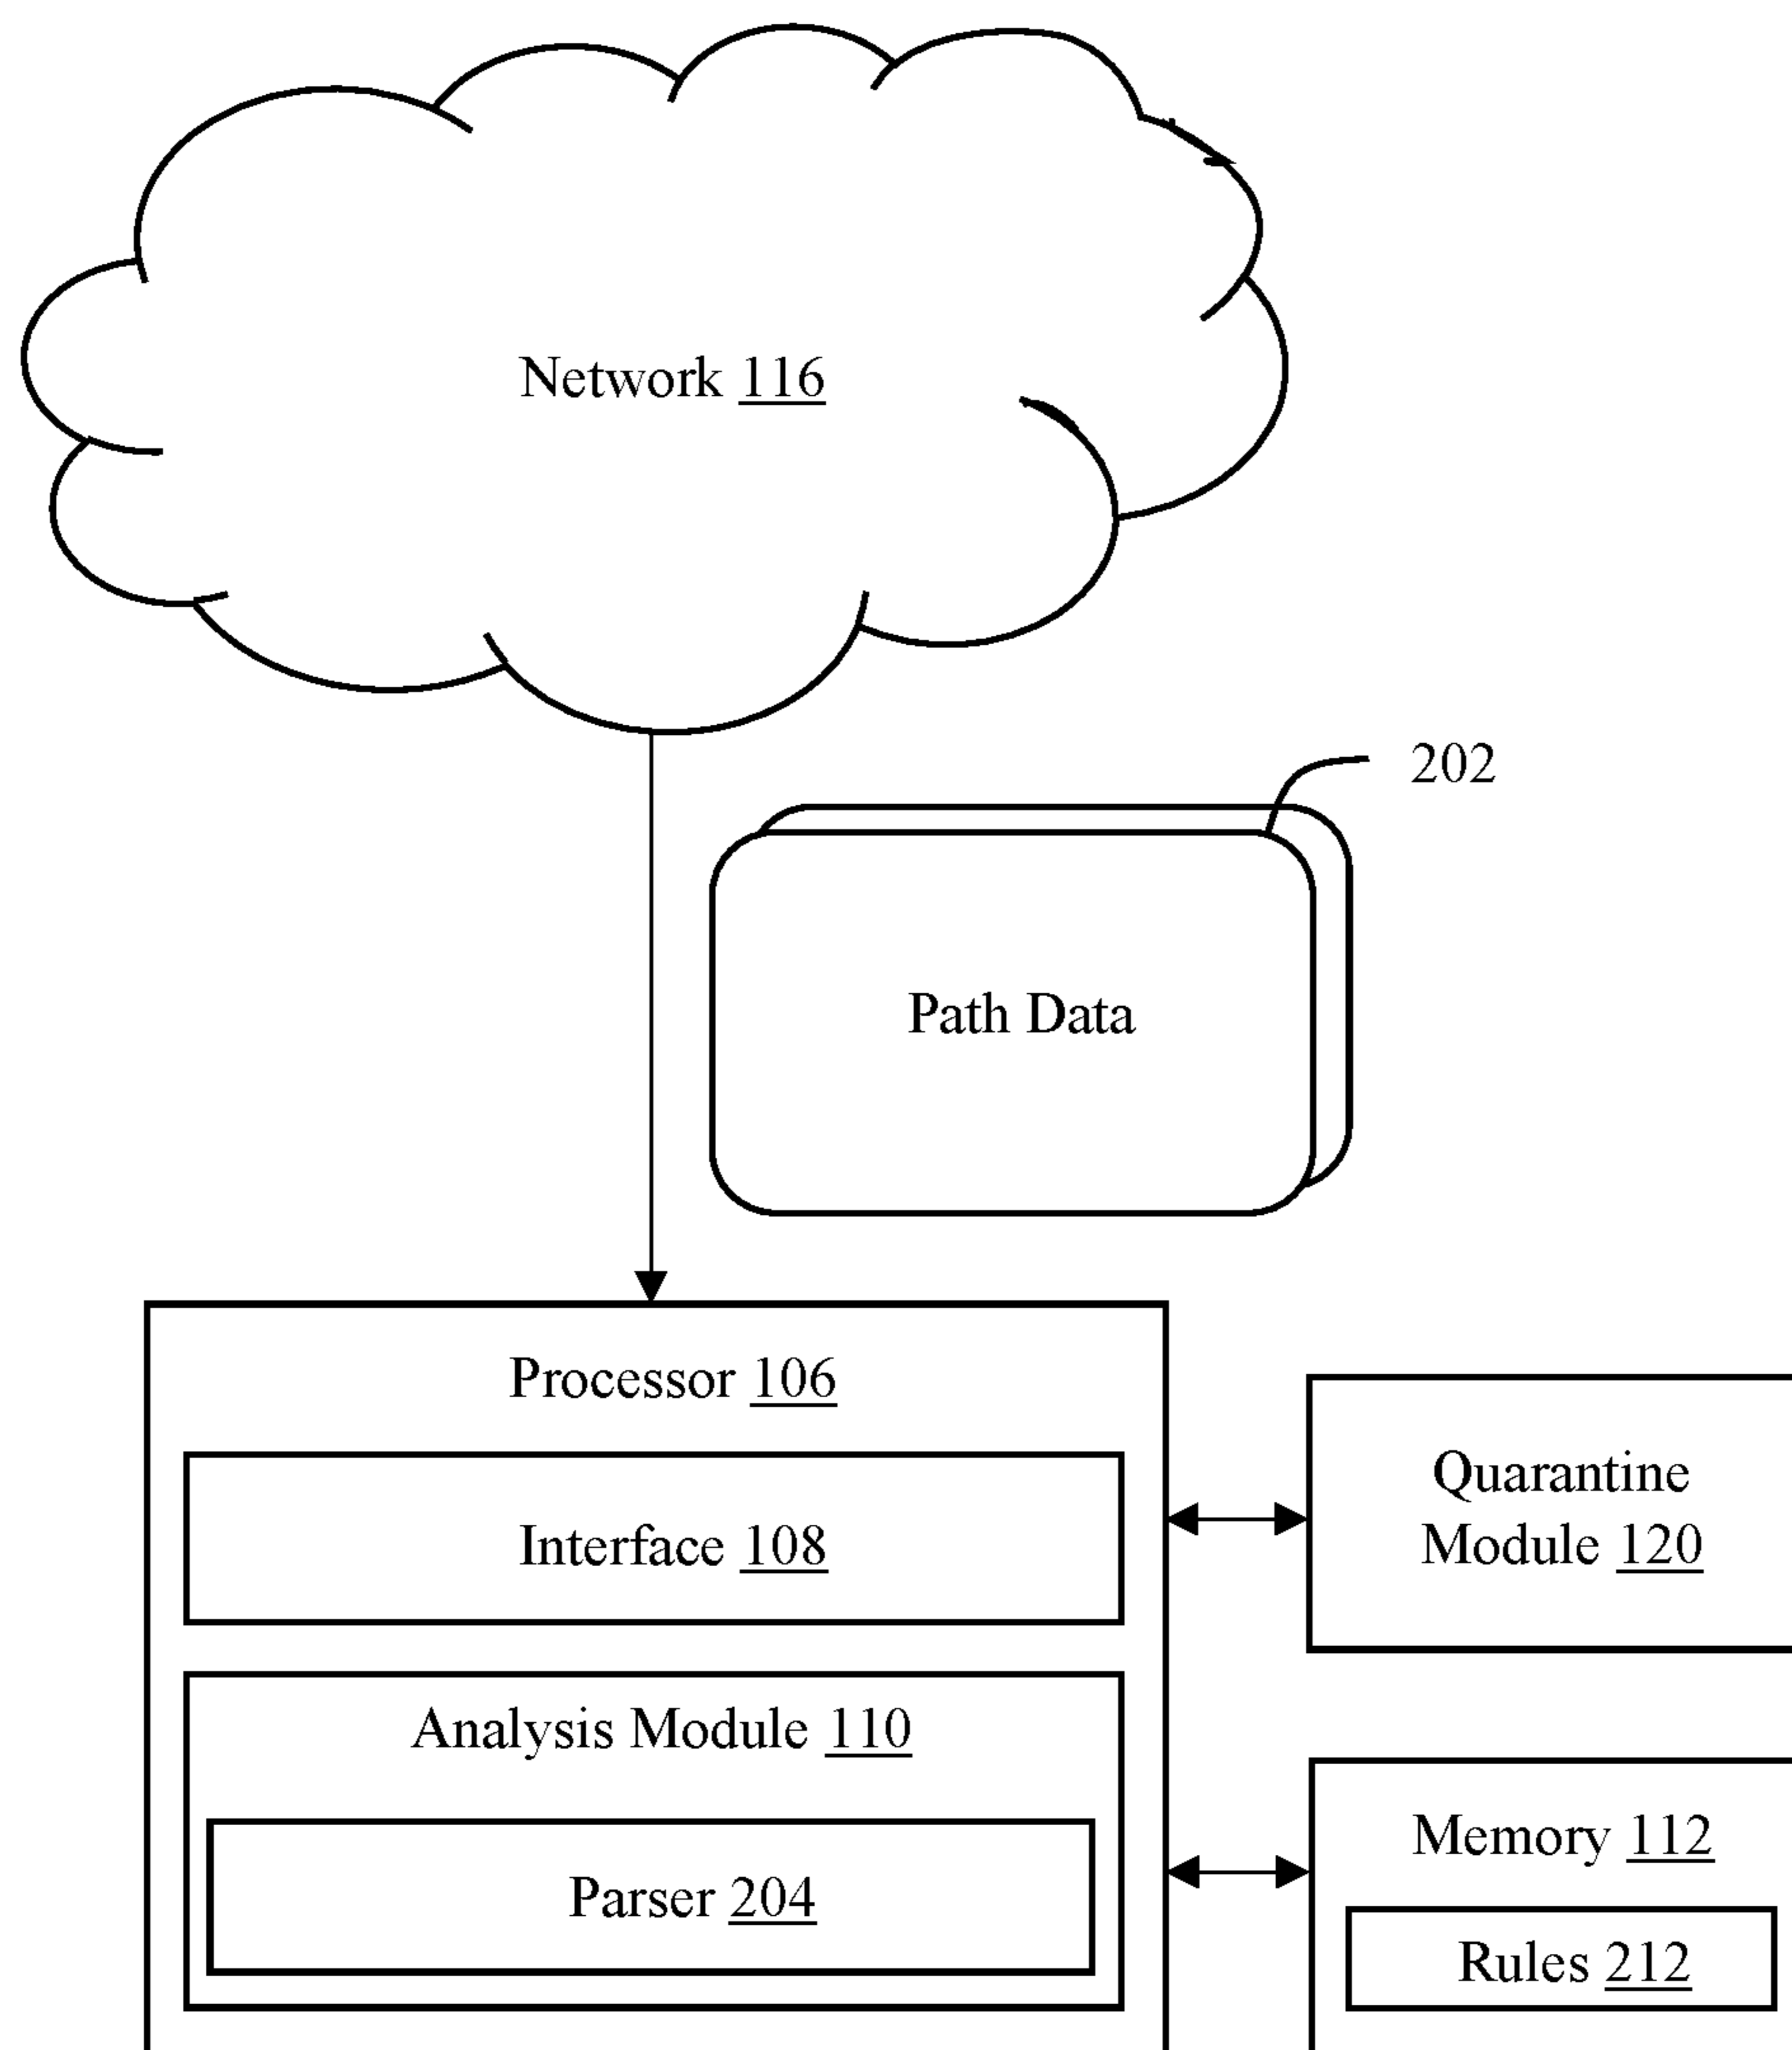 Network 116
202
Path Data
Processor 106
Interface 108
Quarantine
Module 120
Analysis Module 110
Memory 112
Parser 204
Rules 212